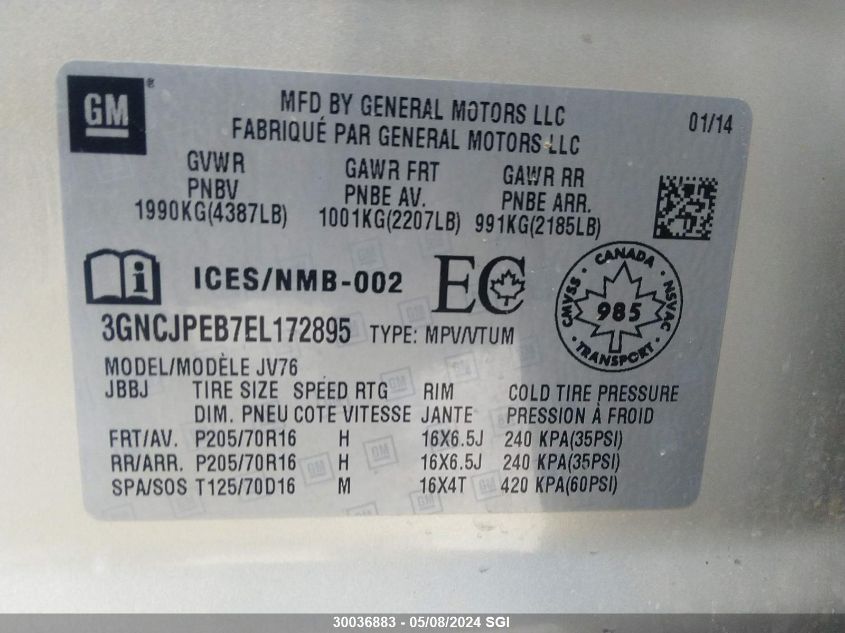 GM®
MFD BY GENERAL MOTORS LLC
FABRIQUÉ PAR GENERAL MOTORS LLC
01/14
GVWR GAWR FRT GAWR RR
PNBV PNBE AV. PNBE ARR.
1990KG(4387LB) 1001KG(2207LB) 991KG(2185LB)
i ICES/NMB-002 EC
CANADA
CMVSS 985 NSVAC
TRANSPORT
3GNCJPEB7EL172895 TYPE: MPV/VTUM
MODEL/MODÈLE JV76
JBBJ TIRE SIZE SPEED RTG RIM COLD TIRE PRESSURE
DIM. PNEU COTE VITESSE JANTE PRESSION À FROID
FRT/AV. P205/70R16 H 16X6.5J 240 KPA(35PSI)
RR/ARR. P205/70R16 H 16X6.5J 240 KPA(35PSI)
SPA/SOS T125/70D16 M 16X4T 420 KPA(60PSI)
30036883 - 05/08/2024 SGI